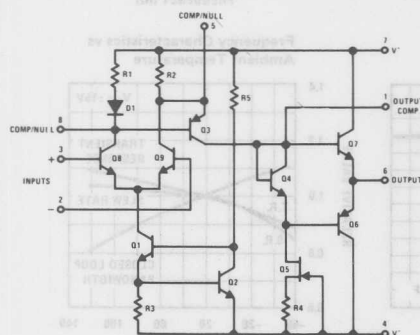 COMP/NULL
5
Frequency Characteristics vs
Ambient Temperature
7
V+
R1
R2
R5
D1
1
OUTPUT
COMP
8
COMP/NULL
Q3
Q7
3
+
Q8
Q9
Q4
6
OUTPUT
INPUTS
2
−
Q6
Q1
Q5
Q2
R3
R4
4
V−